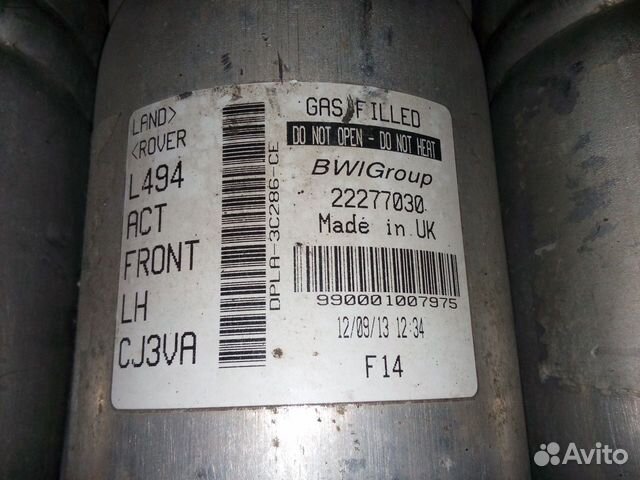 LAND>
<ROVER
L494
ACT
FRONT
LH
CJ3VA
DPLA-3C286-CE
GAS FILLED
DO NOT OPEN - DO NOT HEAT
BWIGroup
22277030
Made in UK
990001007975
12/09/13 12:34
F14
Avito